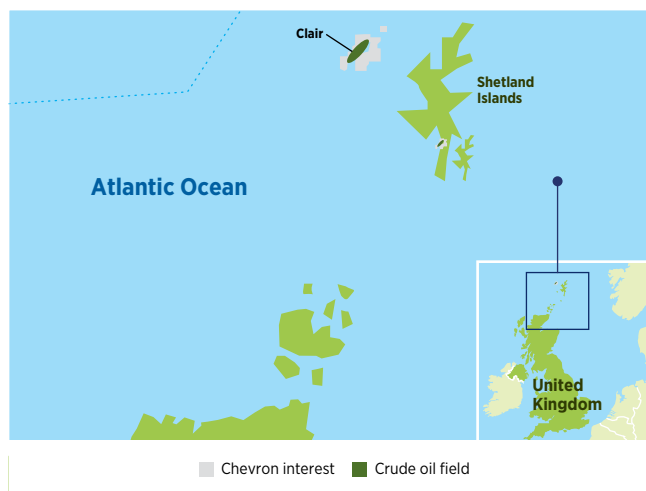 Clair
Shetland
Islands
Atlantic Ocean
United
Kingdom
Chevron interest
Crude oil field